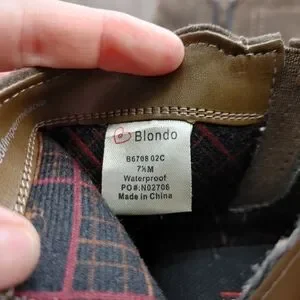 Blondo
B6708 02C
7½M
Waterproof
PO#:N02706
Made in China